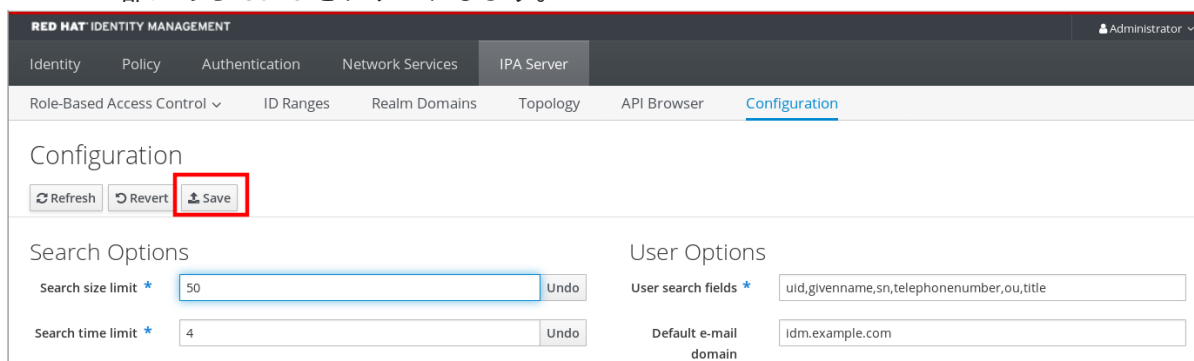 RED HAT® IDENTITY MANAGEMENT Administrator
Identity Policy Authentication Network Services IPA Server
Role-Based Access Control ID Ranges Realm Domains Topology API Browser Configuration
Configuration
Refresh Revert Save
Search Options User Options
Search size limit * 50 Undo User search fields * uid,givenname,sn,telephonenumber,ou,title
Search time limit * 4 Undo Default e-mail idm.example.com
domain